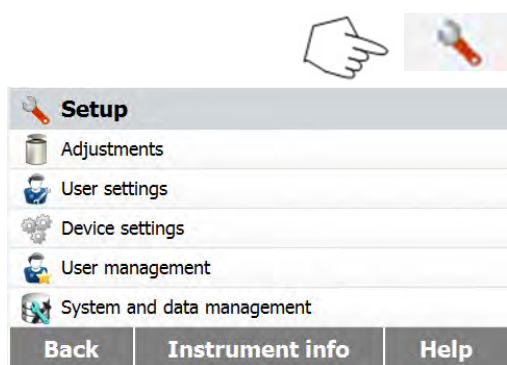 Setup
Adjustments
User settings
Device settings
User management
System and data management
Back Instrument info Help